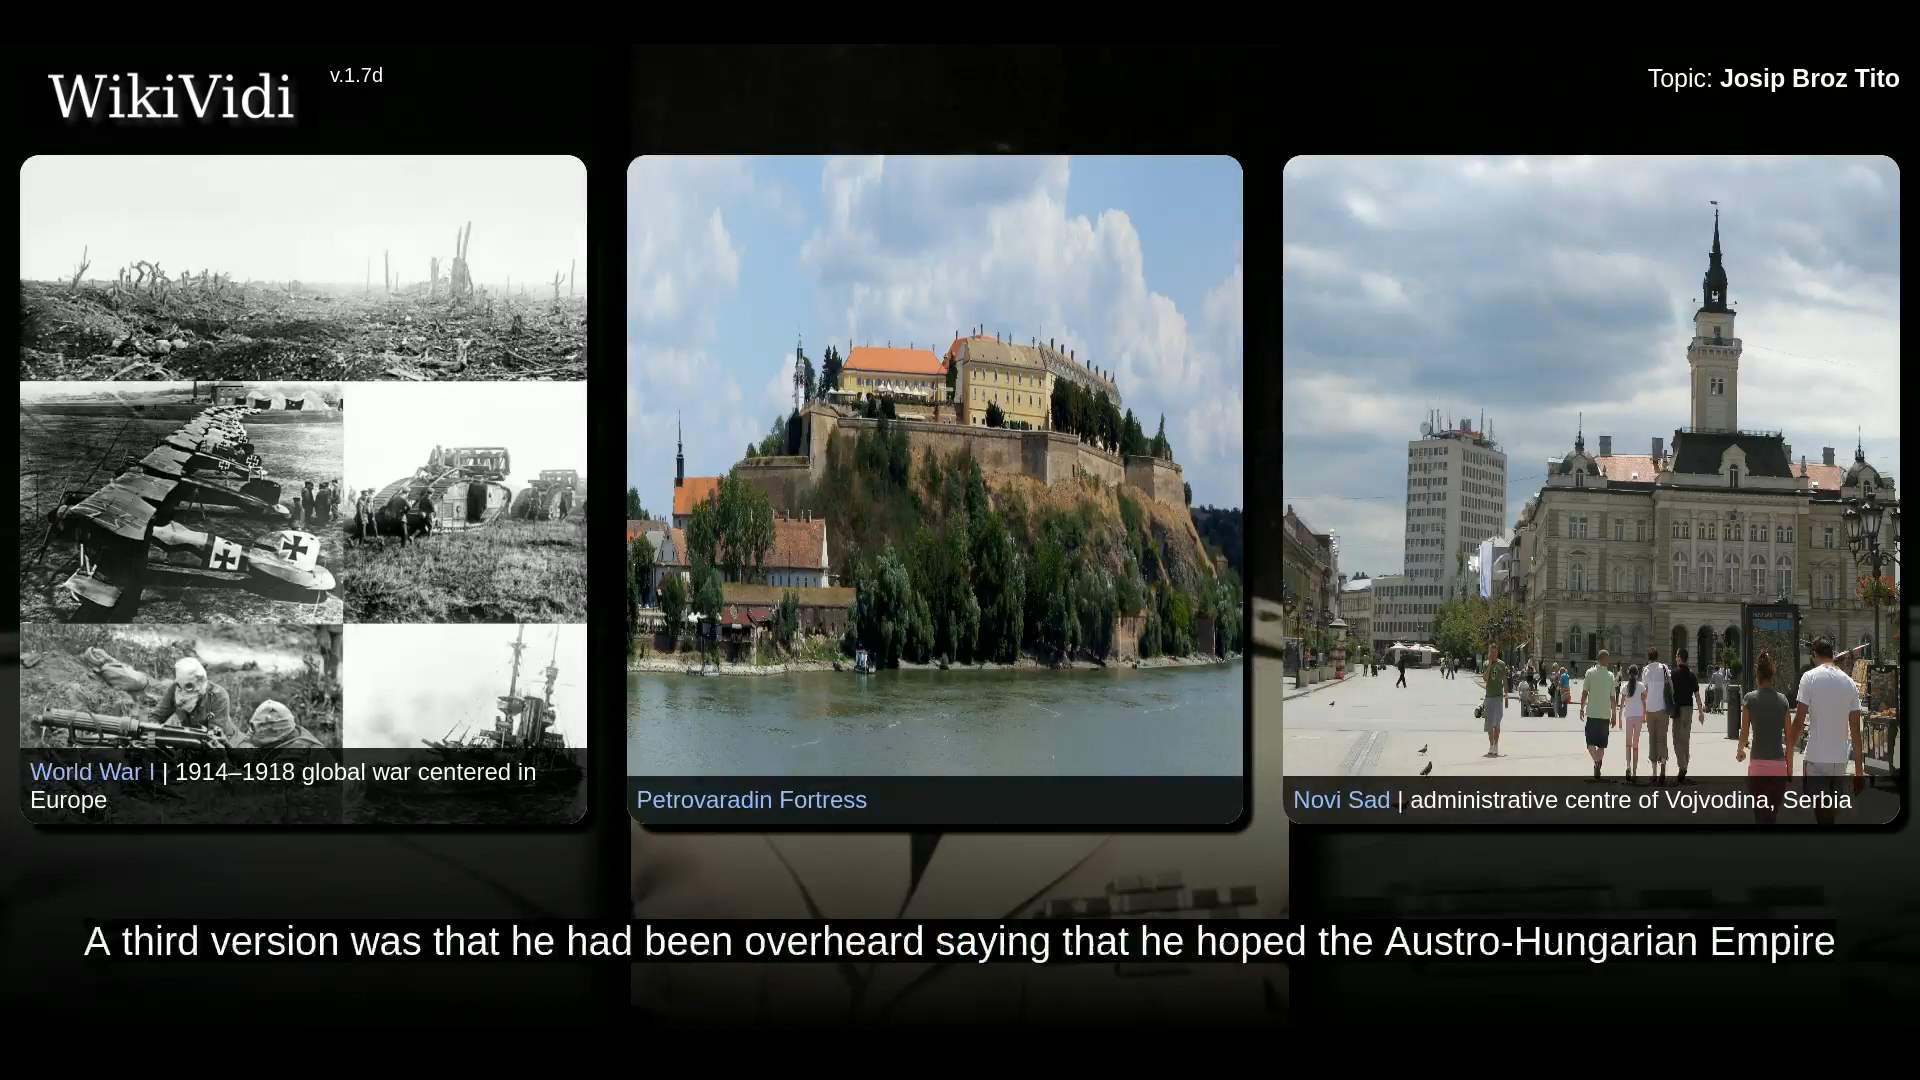 WikiVidi
v.1.7d
Topic: Josip Broz Tito
World War I | 1914–1918 global war centered in
Europe
Petrovaradin Fortress
Novi Sad | administrative centre of Vojvodina, Serbia
A third version was that he had been overheard saying that he hoped the Austro-Hungarian Empire